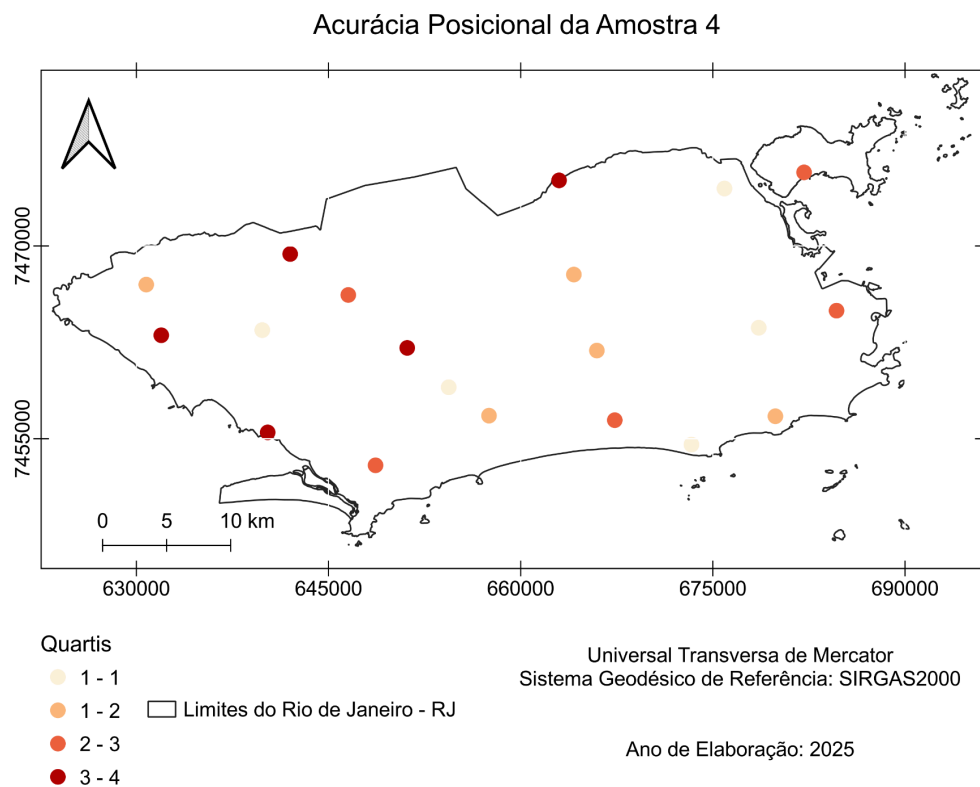 Acurácia Posicional da Amostra 4
7470000
7455000
0 5 10 km
630000 645000 660000 675000 690000
Quartis
1 - 1
1 - 2
2 - 3
3 - 4
Limites do Rio de Janeiro - RJ
Universal Transversa de Mercator
Sistema Geodésico de Referência: SIRGAS2000
Ano de Elaboração: 2025